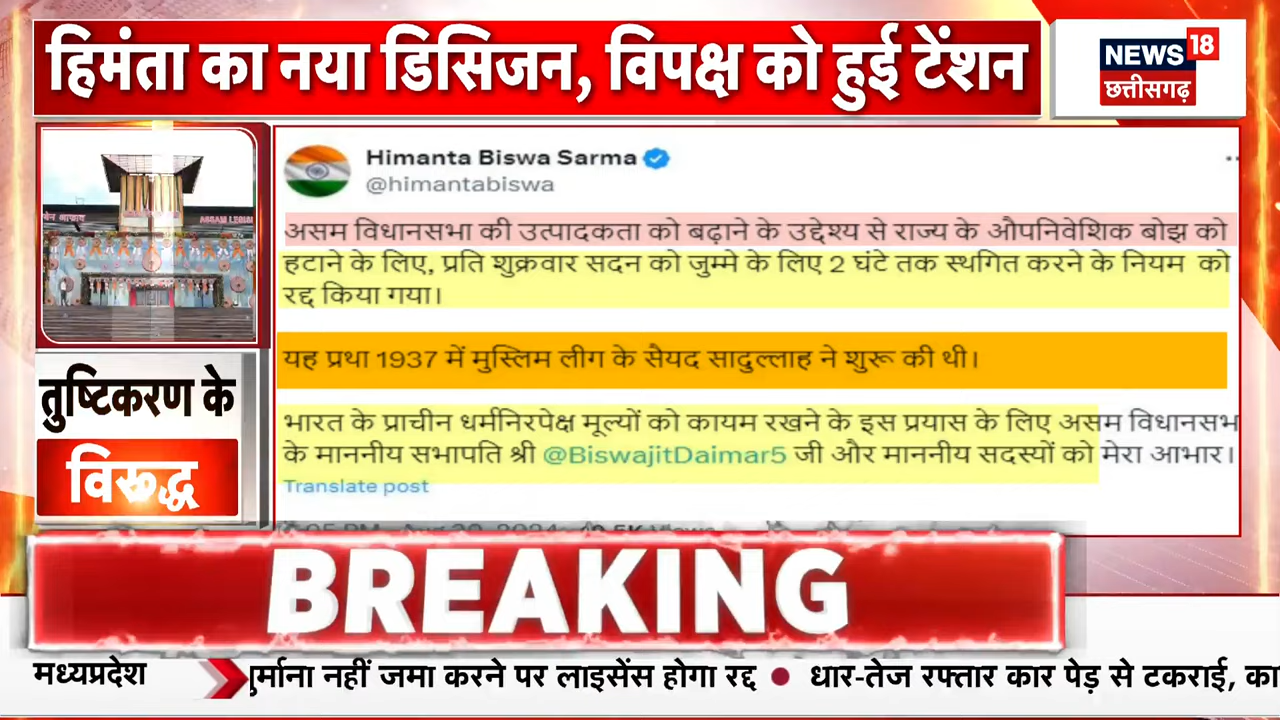 हिमंता का नया डिसिजन, विपक्ष को हुई टेंशन
NEWS 18
छत्तीसगढ़
ASSAM
तुष्टिकरण के
विरूद्ध
Himanta Biswa Sarma
@himantabiswa
असम विधानसभा की उत्पादकता को बढ़ाने के उद्देश्य से राज्य के औपनिवेशिक बोझ को
हटाने के लिए, प्रति शुक्रवार सदन को जुम्मे के लिए 2 घंटे तक स्थगित करने के नियम को
रद्द किया गया।
यह प्रथा 1937 में मुस्लिम लीग के सैयद सादुल्लाह ने शुरू की थी।
भारत के प्राचीन धर्मनिरपेक्ष मूल्यों को कायम रखने के इस प्रयास के लिए असम विधानसभ
के माननीय सभापति श्री @BiswajitDaimar5 जी और माननीय सदस्यों को मेरा आभार।
Translate post
BREAKING
मध्यप्रदेश
नहीं जमा करने पर लाइसेंस होगा रद्द ● धार-तेज रफ्तार कार पेड़ से टकराई,